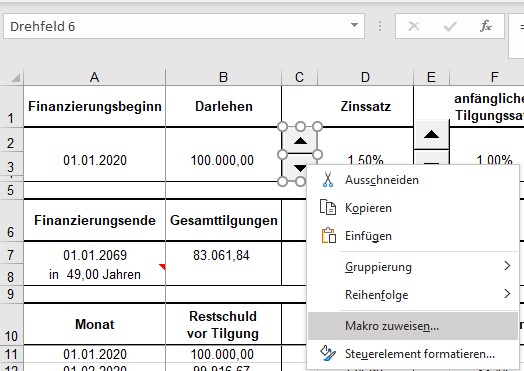 Drehfeld 6
fx
=
A B C D E F
1
Finanzierungsbeginn Darlehen Zinssatz anfängliche
Tilgungssa
2
3
01.01.2020 100.000,00 1,50% 1,00%
5
6
Finanzierungsende Gesamttilgungen
7
01.01.2069 83.061,84
8
in 49,00 Jahren
9
10
Monat Restschuld
vor Tilgung
11
01.01.2020 100.000,00
12
01.02.2020 99.916,67
Ausschneiden
Kopieren
Einfügen
Gruppierung
Reihenfolge
Makro zuweisen...
Steuerelement formatieren...